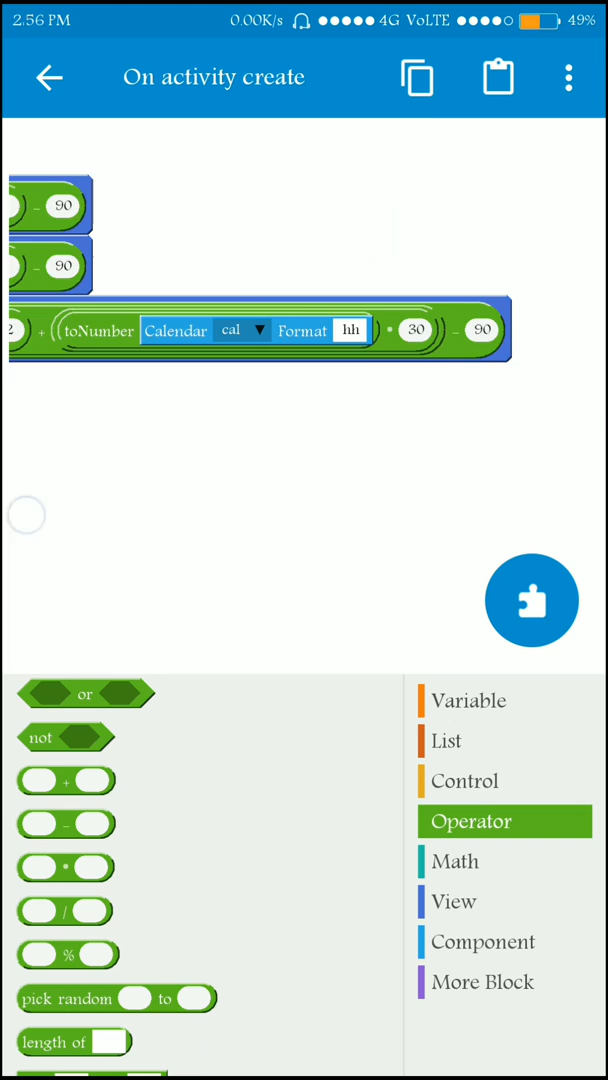 2.56 PM 0.00K/s 4G VoLTE 49%
On activity create
- 90
- 90
2 + toNumber Calendar cal ▼ Format hh * 30 - 90
or
not
+
-
*
/
%
pick random to
length of
Variable
List
Control
Operator
Math
View
Component
More Block